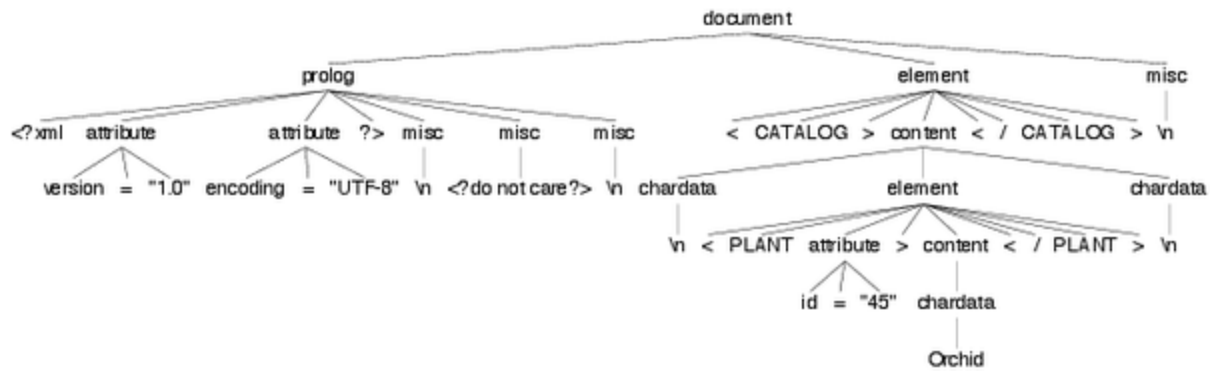 document
prolog element misc
<?xml attribute attribute ?> misc misc misc < CATALOG > content < / CATALOG > \n
version = "1.0" encoding = "UTF-8" \n <?do not care?> \n chardata element chardata
\n < PLANT attribute > content < / PLANT > \n
id = "45" chardata
Orchid